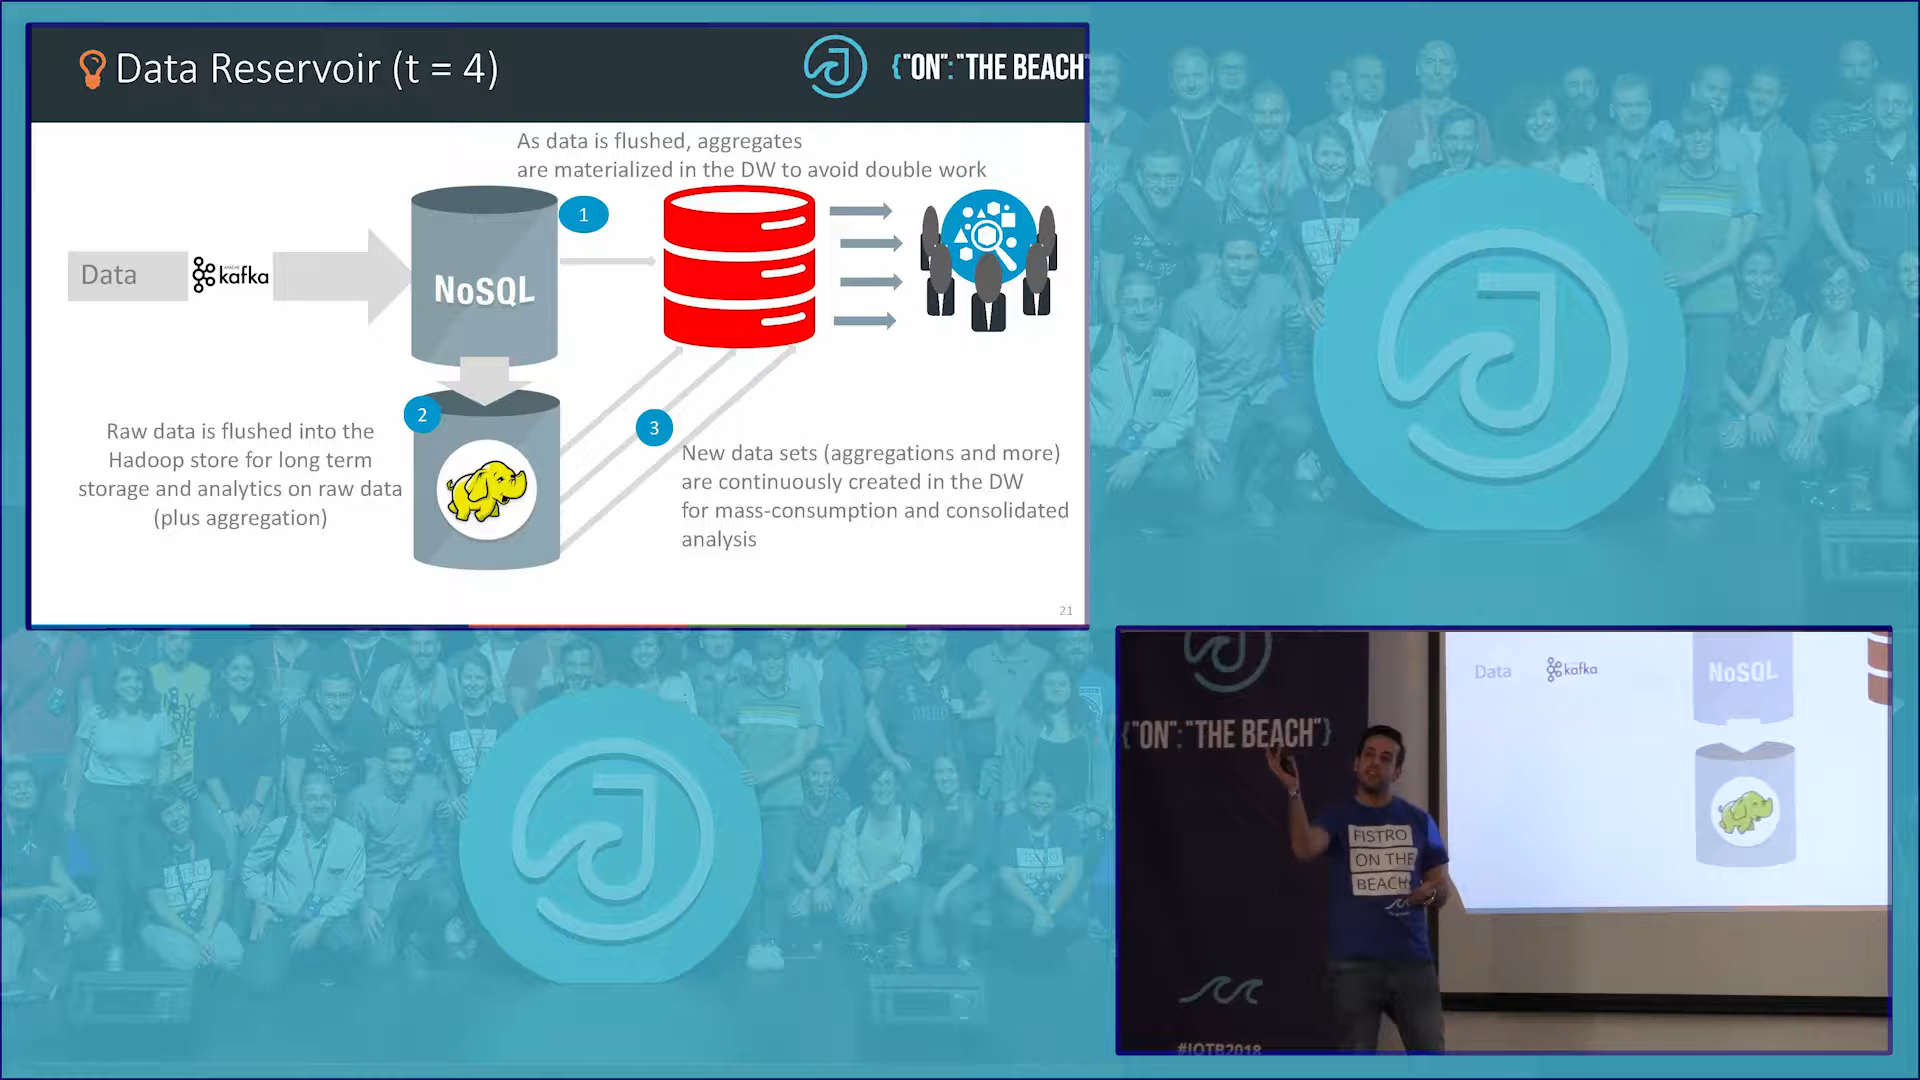 Data Reservoir (t = 4)
{"ON":"THE BEACH"
As data is flushed, aggregates
are materialized in the DW to avoid double work
1
Data
APACHE
kafka
NoSQL
2
3
Raw data is flushed into the
Hadoop store for long term
storage and analytics on raw data
(plus aggregation)
New data sets (aggregations and more)
are continuously created in the DW
for mass-consumption and consolidated
analysis
21
Data
kafka
NoSQL
{"ON":"THE BEACH"}
FISTRO
ON THE
BEACH
#JOTB2018